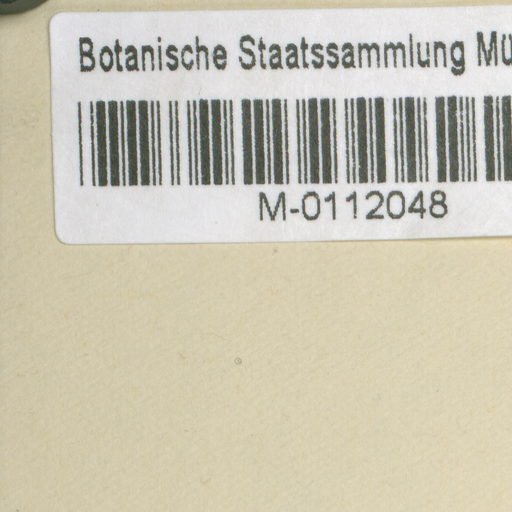 Botanische Staatssammlung Mü
M-0112048